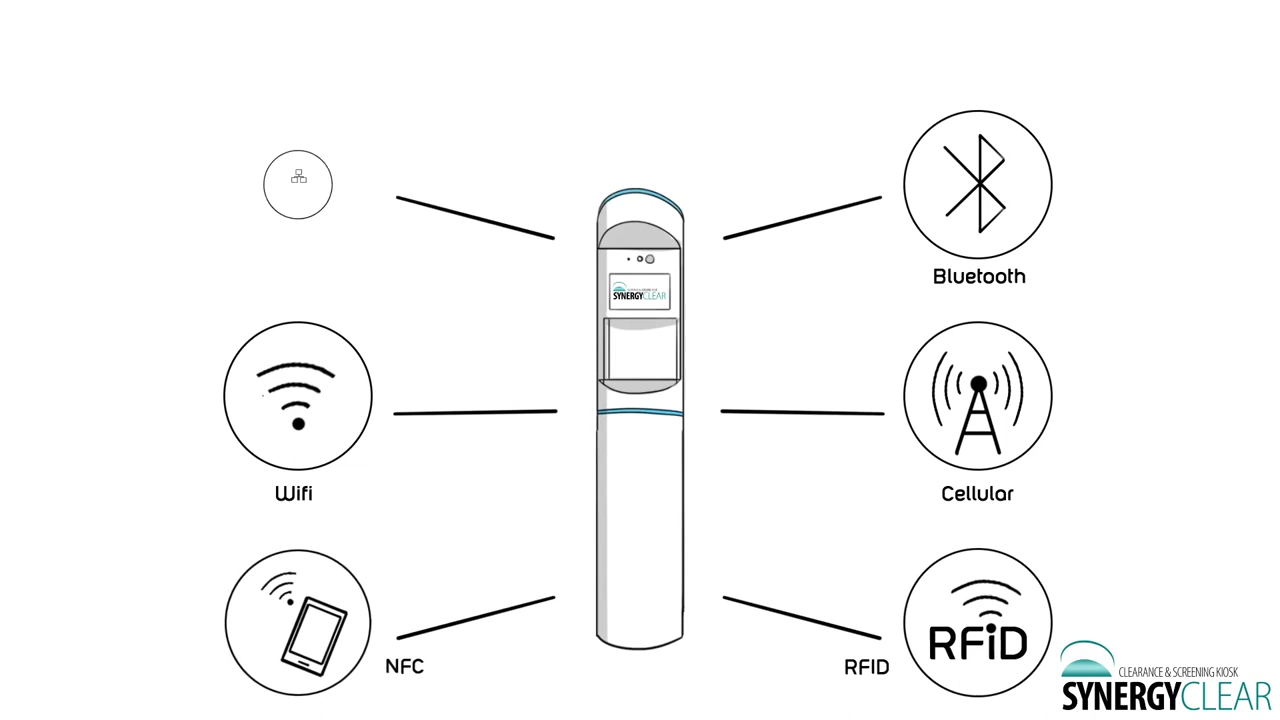 Bluetooth
SYNERGYCLEAR
Wifi
Cellular
RFiD
NFC
RFID
CLEARANCE & SCREENING KIOSK
SYNERGYCLEAR